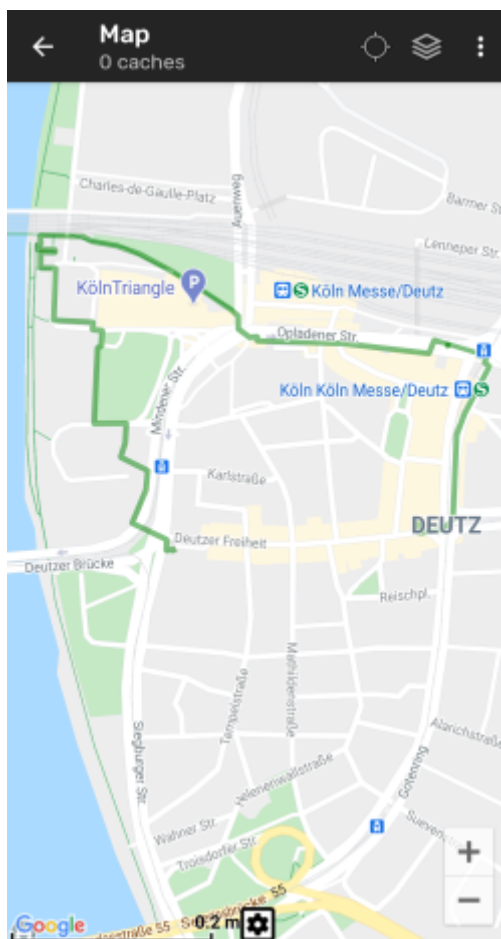 Map
0 caches
Charles-de-Gaulle-Platz
Auenweg
Barmer St
Lenneper Str.
KölnTriangle
P
S Köln Messe/Deutz
Opladener Str.
Mindener Str.
Köln Köln Messe/Deutz S
Karlstraße
DEUTZ
Deutzer Freiheit
Deutzer Brücke
Reischpl.
Tempelstraße
Mathildenstraße
Siegburger Str.
Alarichstraße
Gotenring
Helenenwallstraße
Wahner Str.
Troisdorfer Str.
+
−
Google
0.2 m